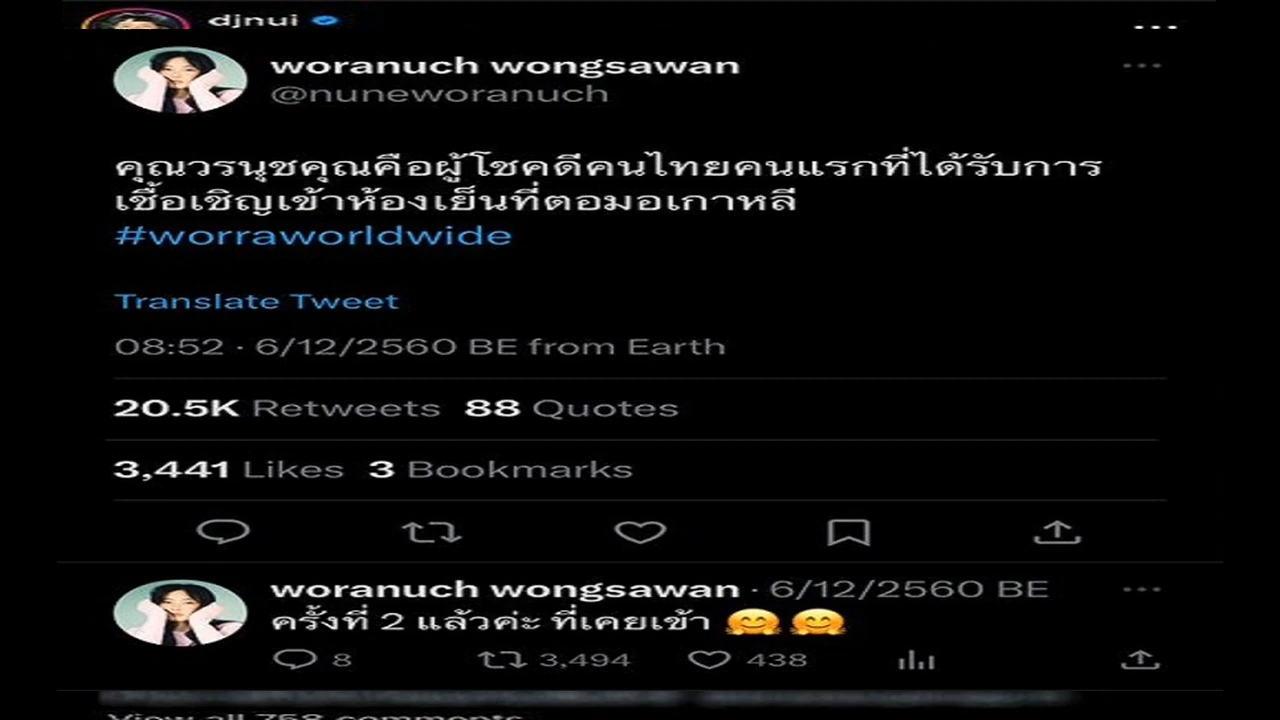 djnui
woranuch wongsawan
@nuneworanuch
คุณวรนุชคุณคือผู้โชคดีคนไทยคนแรกที่ได้รับการ
เชื้อเชิญเข้าห้องเย็นที่ตอมอเกาหลี
#worraworldwide
Translate Tweet
08:52 · 6/12/2560 BE from Earth
20.5K Retweets 88 Quotes
3,441 Likes 3 Bookmarks
woranuch wongsawan · 6/12/2560 BE
ครั้งที่ 2 แล้วค่ะ ที่เคยเข้า 🤗 🤗
8 3,494 438
View all 758 comments